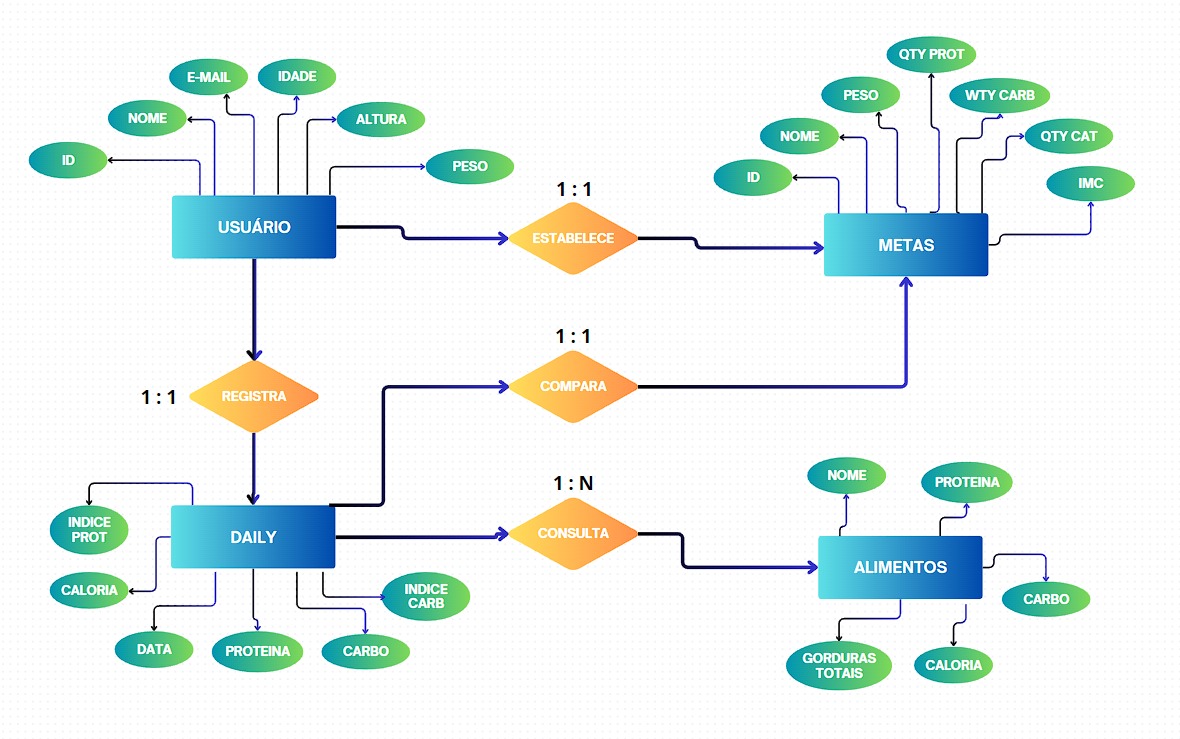 QTY PROT
E-MAIL
IDADE
PESO
WTY CARB
NOME
ALTURA
NOME
QTY CAT
ID
PESO
ID
IMC
1 : 1
USUÁRIO
ESTABELECE
METAS
1 : 1
COMPARA
1 : 1
REGISTRA
1 : N
NOME
PROTEINA
INDICE
PROT
DAILY
CONSULTA
ALIMENTOS
CALORIA
INDICE
CARB
CARBO
DATA
PROTEINA
CARBO
GORDURAS
TOTAIS
CALORIA